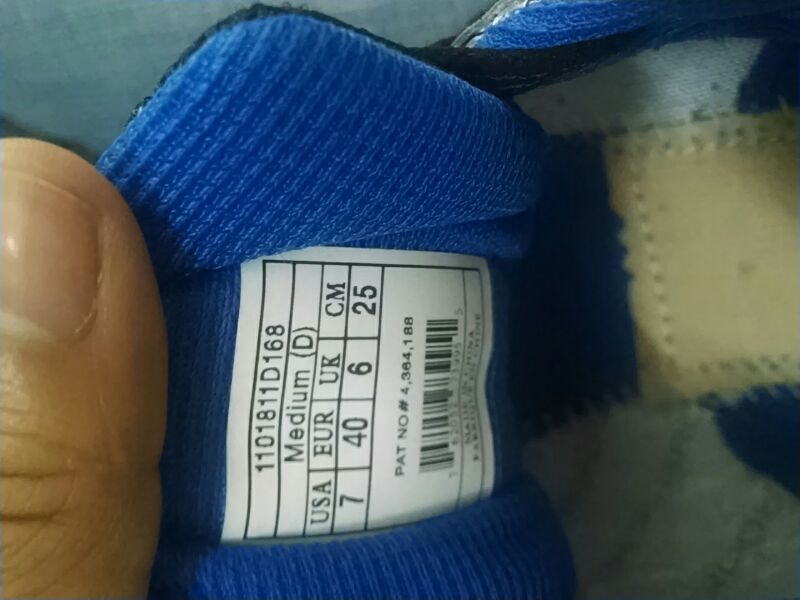 1101811D168
Medium (D)
USA EUR UK CM
7 40 6 25
PAT NO# 4,364,188
MADE IN CHINA